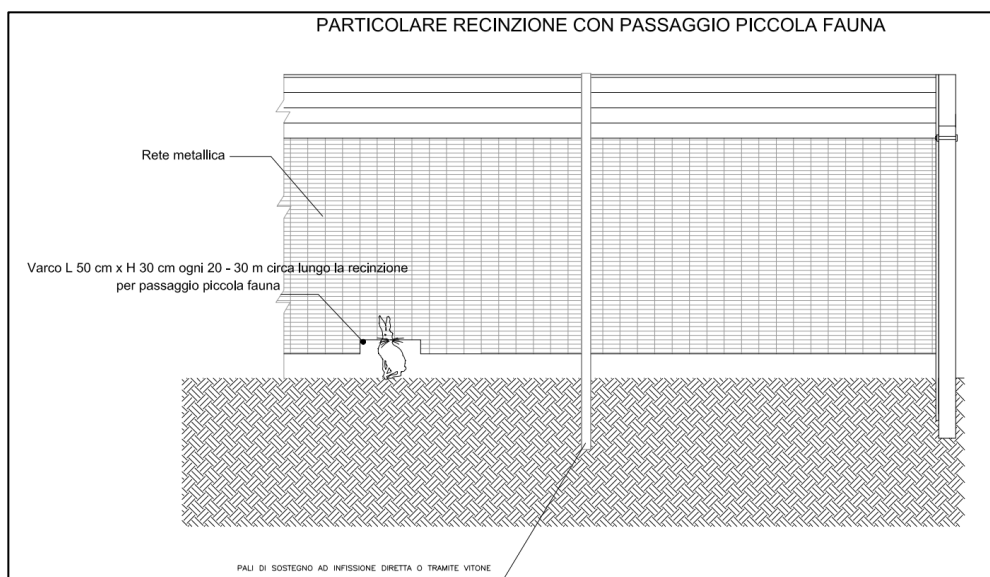 PARTICOLARE RECINZIONE CON PASSAGGIO PICCOLA FAUNA
Rete metallica
Varco L 50 cm x H 30 cm ogni 20 - 30 m circa lungo la recinzione
per passaggio piccola fauna
PALI DI SOSTEGNO AD INFISSIONE DIRETTA O TRAMITE VITONE